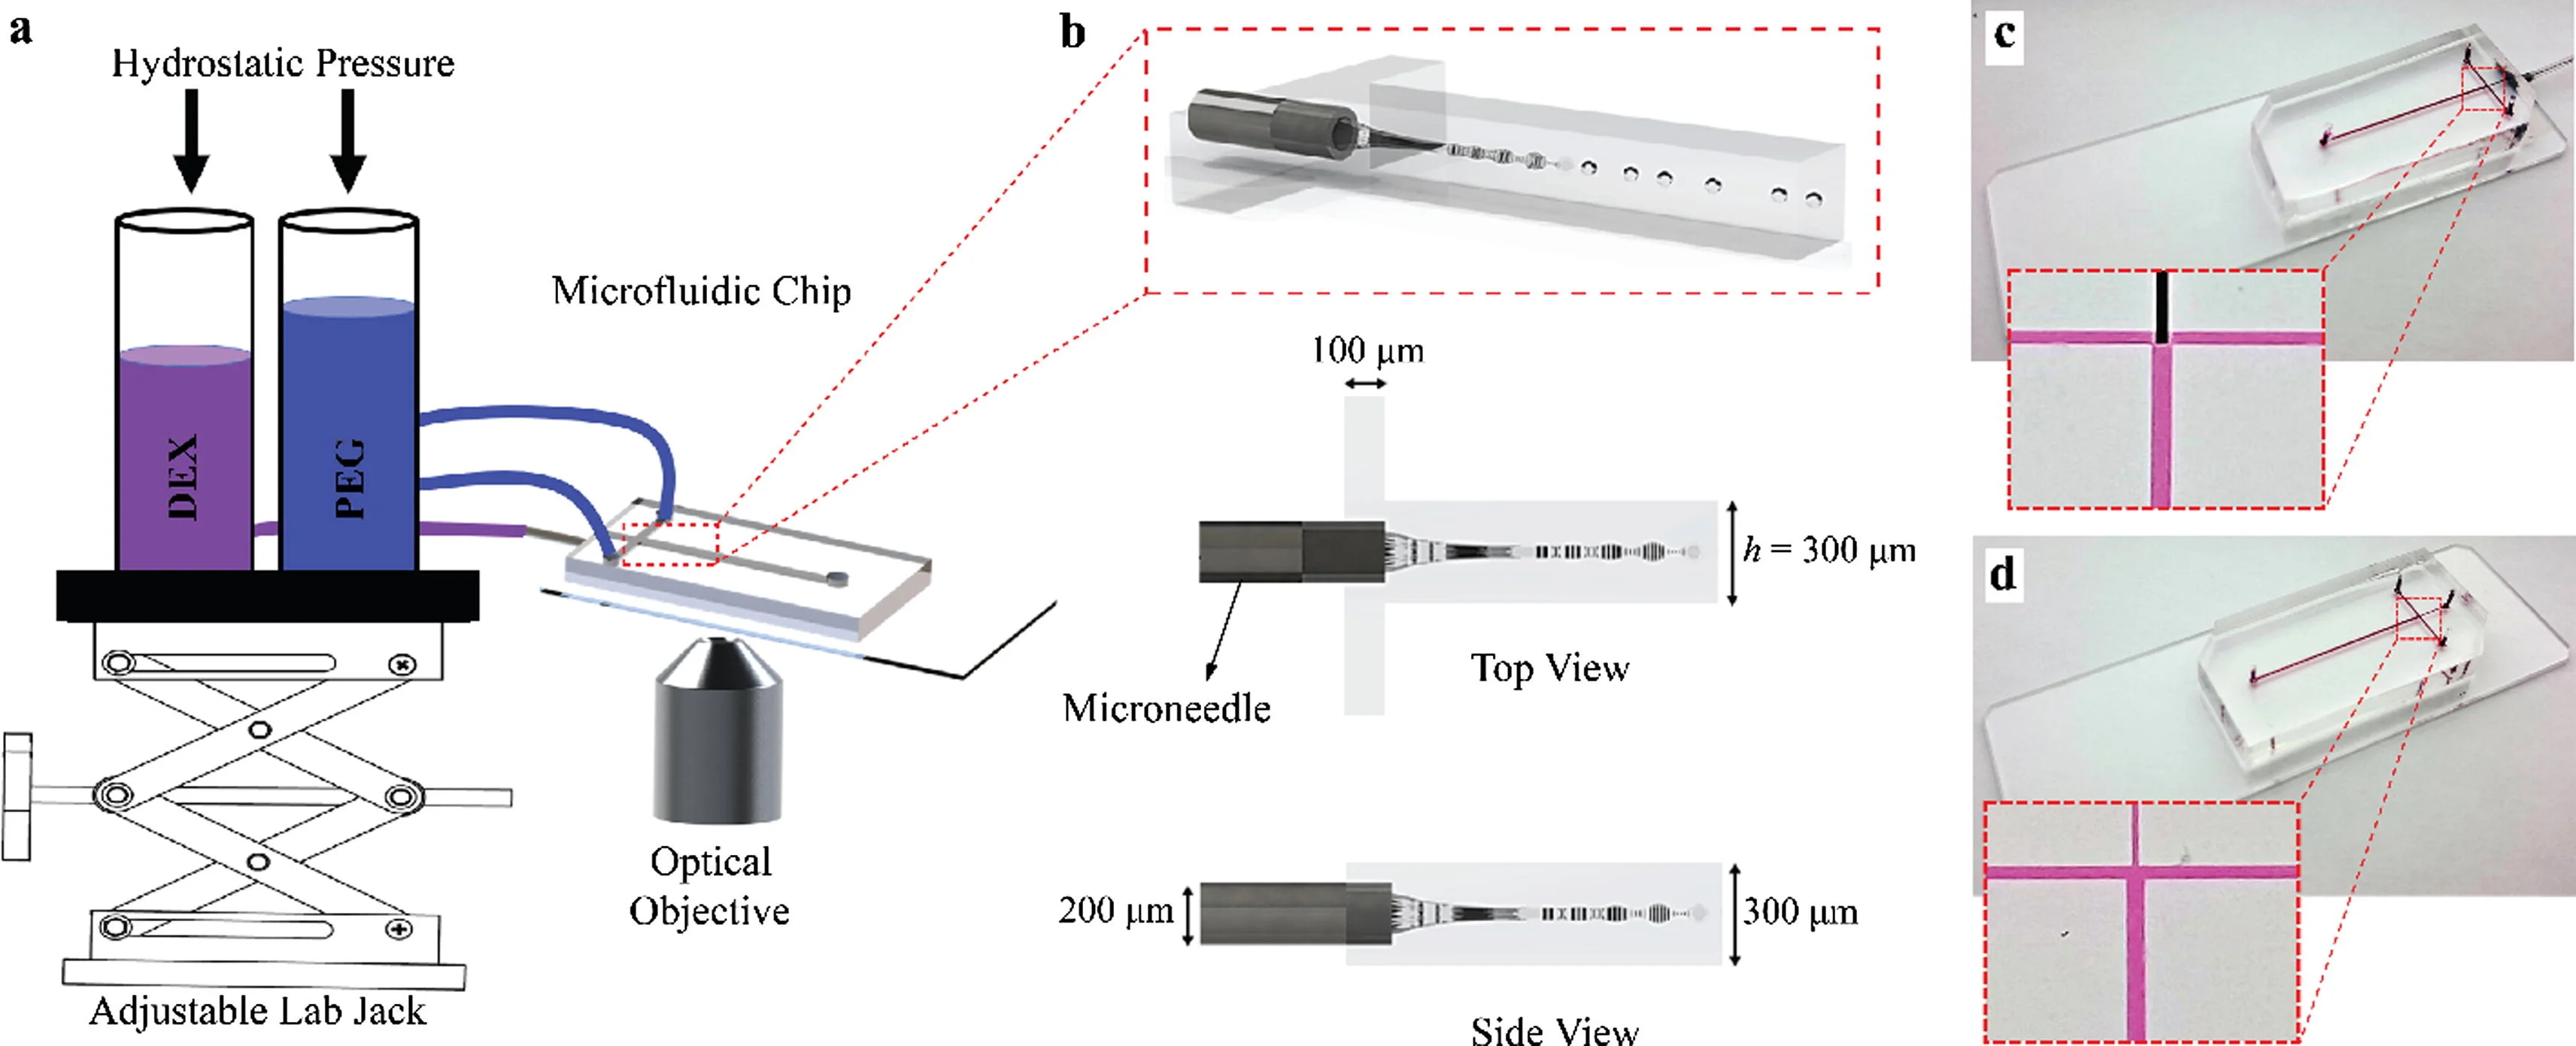 a
Hydrostatic Pressure
DEX
PEG
Microfluidic Chip
Optical
Objective
Adjustable Lab Jack
b
100 μm
h = 300 μm
Microneedle
Top View
200 μm
300 μm
Side View
c
d